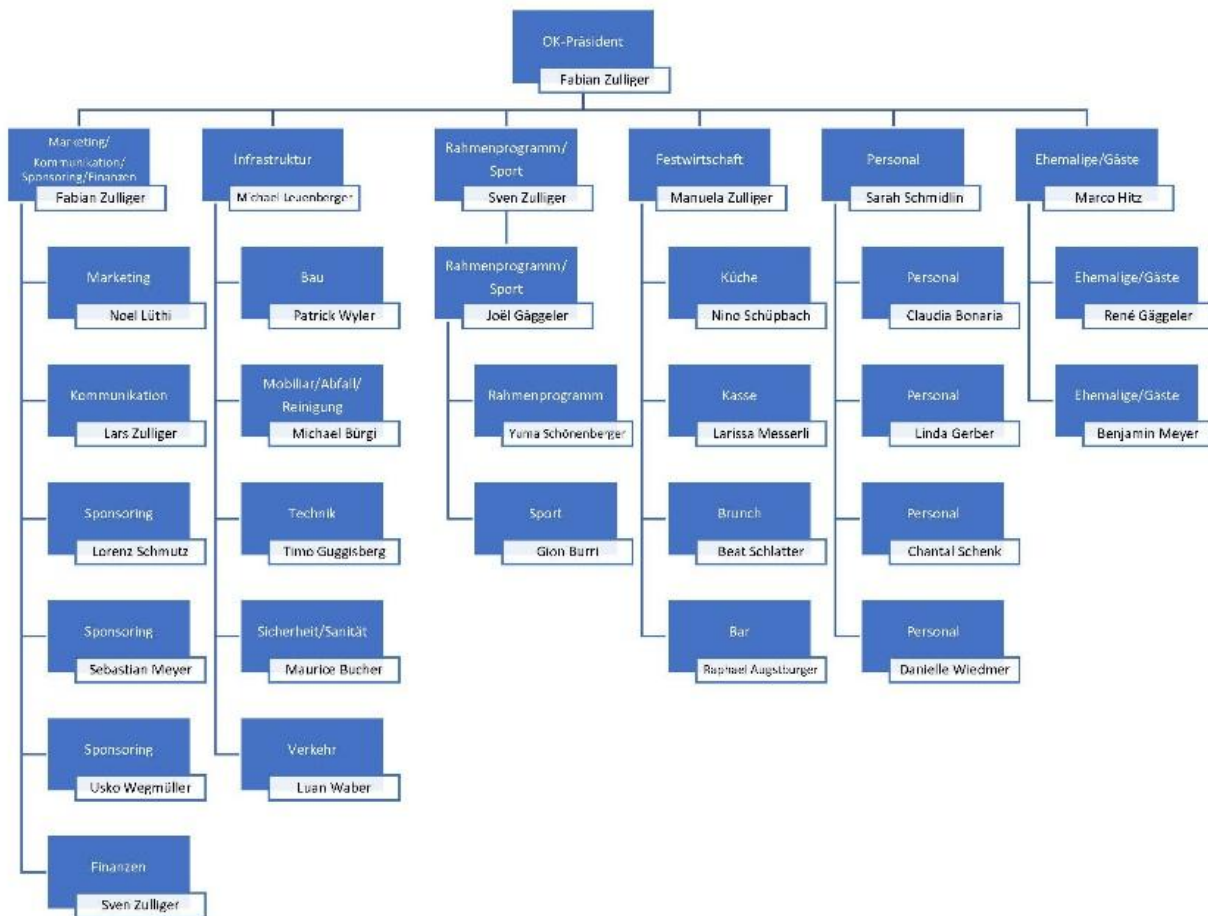 OK-Präsident
Fabian Zulliger
Marketing/
Kommunikation/
Sponsoring/Finanzen
Fabian Zulliger
Infrastruktur
Michael Leuenberger
Rahmenprogramm/
Sport
Sven Zulliger
Festwirtschaft
Manuela Zulliger
Personal
Sarah Schmidlin
Ehemalige/Gäste
Marco Hitz
Marketing
Noel Lüthi
Bau
Patrick Wyler
Rahmenprogramm/
Sport
Joël Gäggeler
Küche
Nino Schüpbach
Personal
Claudia Bonaria
Ehemalige/Gäste
René Gäggeler
Kommunikation
Lars Zulliger
Mobiliar/Abfall/
Reinigung
Michael Bürgi
Rahmenprogramm
Yuma Schönenberger
Kasse
Larissa Messerli
Personal
Linda Gerber
Ehemalige/Gäste
Benjamin Meyer
Sponsoring
Lorenz Schmutz
Technik
Timo Guggisberg
Sport
Gion Burri
Brunch
Beat Schlatter
Personal
Chantal Schenk
Sponsoring
Sebastian Meyer
Sicherheit/Sanität
Maurice Bucher
Bar
Raphael Augstburger
Personal
Danielle Wiedmer
Sponsoring
Usko Wegmüller
Verkehr
Luan Waber
Finanzen
Sven Zulliger